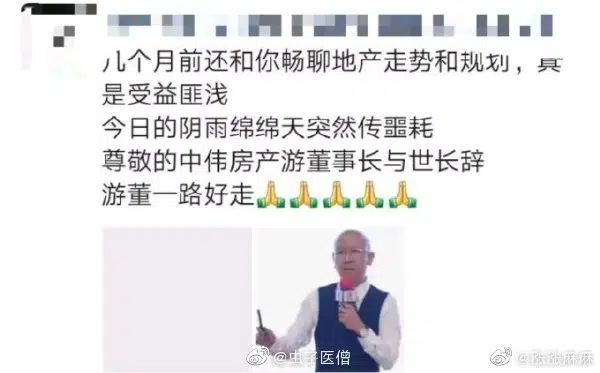 几个月前还和你畅聊地产走势和规划，真
是受益匪浅
今日的阴雨绵绵天突然传噩耗
尊敬的中伟房产游董事长与世长辞
游董一路好走🙏🙏🙏🙏🙏
@虫子医僧